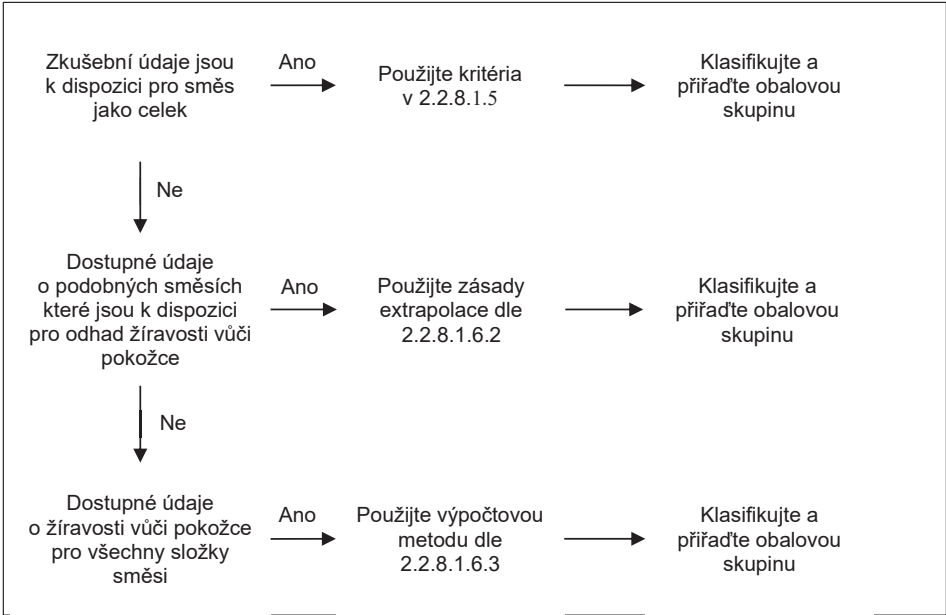 Zkušební údaje jsou
k dispozici pro směs
jako celek
Ano
Použijte kritéria
v 2.2.8.1.5
Klasifikujte a
přiřaďte obalovou
skupinu
Ne
Dostupné údaje
o podobných směsích
které jsou k dispozici
pro odhad žíravosti vůči
pokožce
Ano
Použijte zásady
extrapolace dle
2.2.8.1.6.2
Klasifikujte a
přiřaďte obalovou
skupinu
Ne
Dostupné údaje
o žíravosti vůči pokožce
pro všechny složky
směsi
Ano
Použijte výpočtovou
metodu dle
2.2.8.1.6.3
Klasifikujte a
přiřaďte obalovou
skupinu